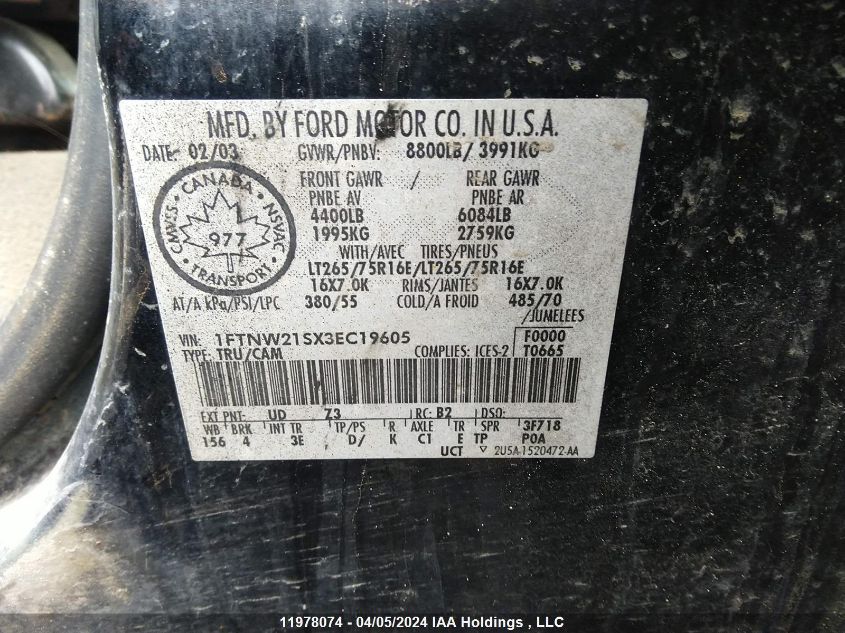 MFD. BY FORD MOTOR CO. IN U.S.A.
DATE: 02/03 GVWR/PNBV: 8800LB/ 3991KG
FRONT GAWR / REAR GAWR
PNBE AV PNBE AR
4400LB 6084LB
1995KG 2759KG
CANADA
CMVSS NSVAC
977
TRANSPORT
WITH/AVEC TIRES/PNEUS
LT265/75R16E/LT265/75R16E
16X7.0K RIMS/JANTES 16X7.0K
AT/A kPa/PSI/LPC 380/55 COLD/A FROID 485/70
/JUMELEES
VIN: 1FTNW21SX3EC19605 F0000
TYPE: TRU/CAM COMPLIES: ICES-2 T0665
EXT PNT: UD Z3 RC: B2 DSO:
WB BRK INT TR TP/PS R AXLE TR SPR 3F718
156 4 3E D/ K C1 E TP POA
UCT ▽ 2U5A-1520472-AA
11978074 - 04/05/2024 IAA Holdings , LLC